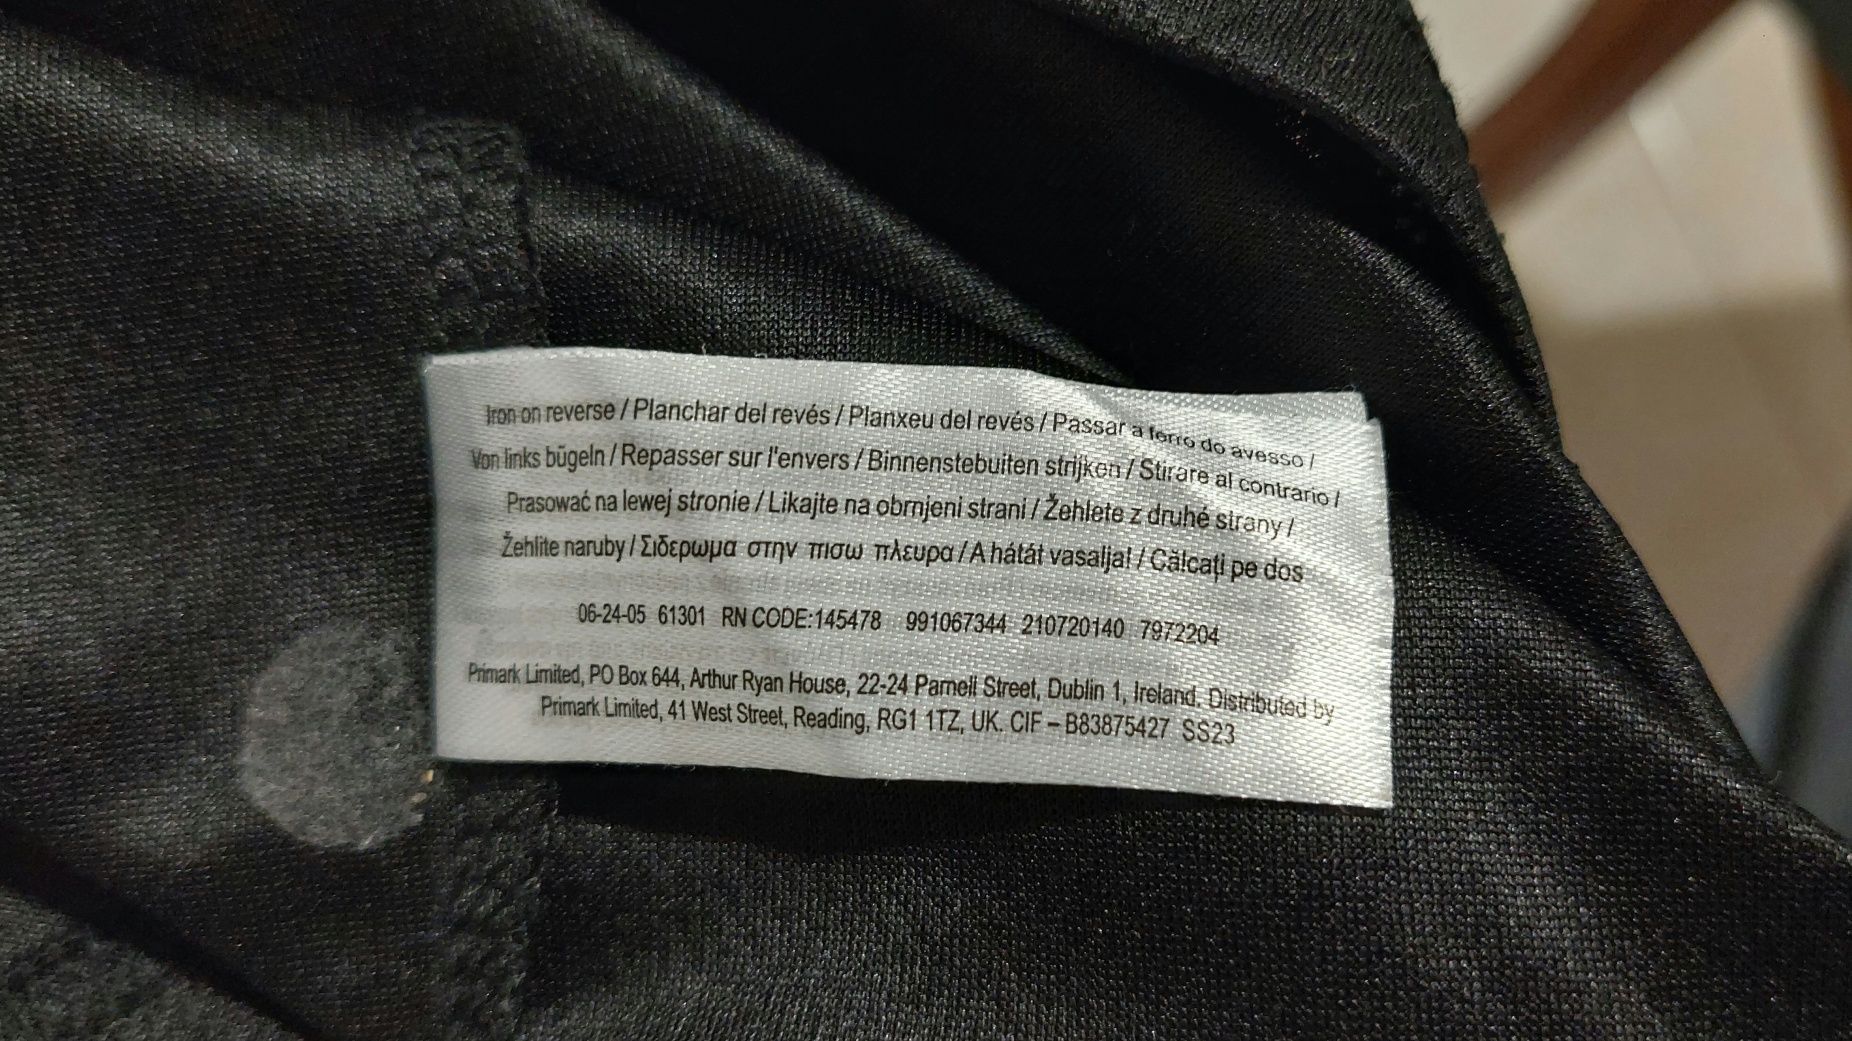 Iron on reverse / Planchar del revés / Planxeu del revés / Passar a ferro do avesso /
Von links bügeln / Repasser sur l'envers / Binnenstebuiten strijken / Stirare al contrario /
Prasować na lewej stronie / Likajte na obrnjeni strani / Žehlete z druhé strany /
Žehlite naruby / Σιδερωμα στην πισω πλευρα / A hátát vasalja! / Călcați pe dos
06-24-05 61301 RN CODE:145478 991067344 210720140 7972204
Primark Limited, PO Box 644, Arthur Ryan House, 22-24 Parnell Street, Dublin 1, Ireland. Distributed by
Primark Limited, 41 West Street, Reading, RG1 1TZ, UK. CIF – B83875427 SS23